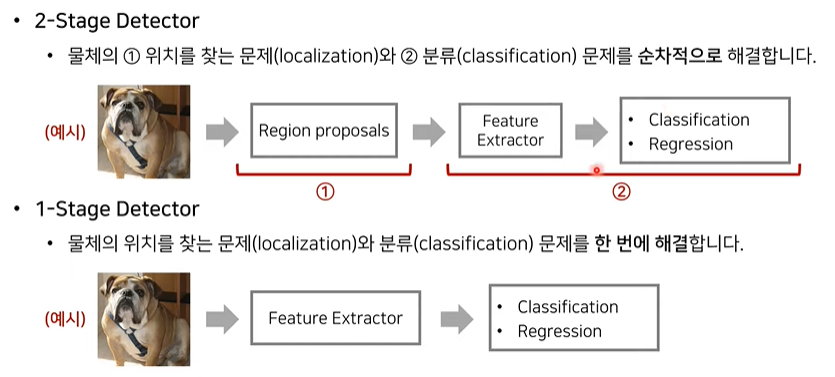 • 2-Stage Detector
• 물체의 ① 위치를 찾는 문제(localization)와 ② 분류(classification) 문제를 순차적으로 해결합니다.
(예시)
Region proposals
Feature
Extractor
• Classification
• Regression
①
②
• 1-Stage Detector
• 물체의 위치를 찾는 문제(localization)와 분류(classification) 문제를 한 번에 해결합니다.
(예시)
Feature Extractor
• Classification
• Regression